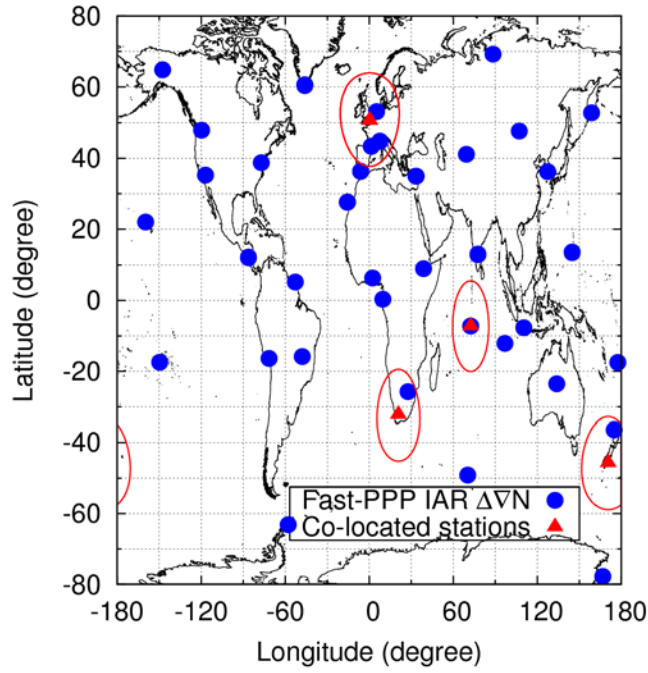 80
60
40
20
0
-20
-40
-60
-80
Latitude (degree)
Fast-PPP IAR Δ∇N
Co-located stations
-180 -120 -60 0 60 120 180
Longitude (degree)